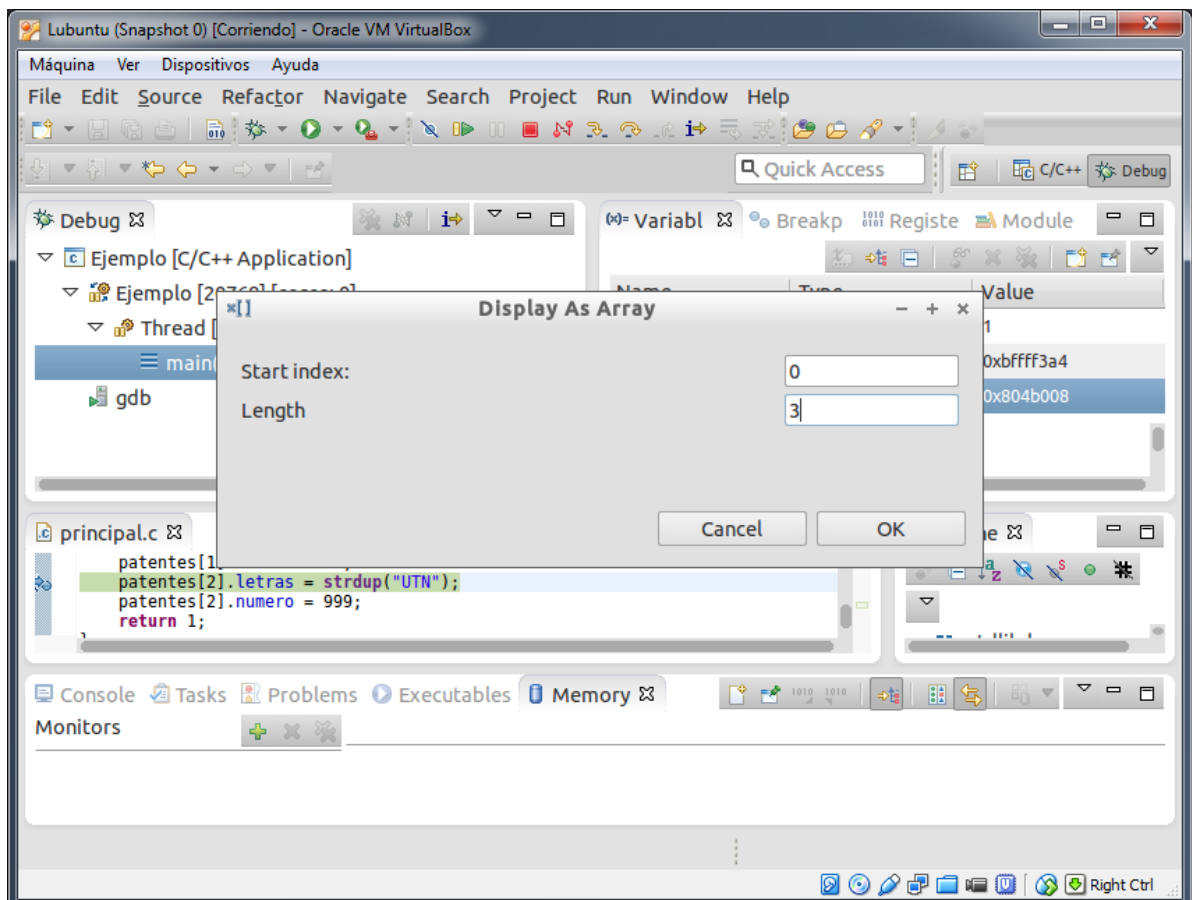 Lubuntu (Snapshot 0) [Corriendo] - Oracle VM VirtualBox
Máquina Ver Dispositivos Ayuda
File Edit Source Refactor Navigate Search Project Run Window Help
Quick Access
C/C++ Debug
Debug
Variabl Breakp Registe Module
Ejemplo [C/C++ Application]
Ejemplo [
Value
Display As Array
Thread [
1
main(
0xbffff3a4
Start index: 0
gdb
0x804b008
Length 3
Cancel OK
principal.c
patentes[1]
patentes[2].letras = strdup("UTN");
patentes[2].numero = 999;
return 1;
Console Tasks Problems Executables Memory
Monitors
Right Ctrl